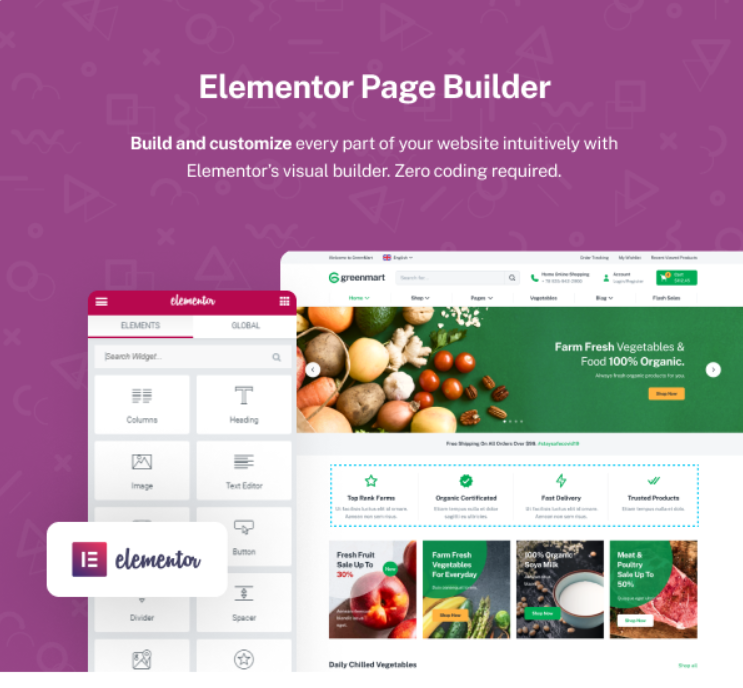 Elementor Page Builder
Build and customize every part of your website intuitively with
Elementor's visual builder. Zero coding required.
Welcome to GreenMart
English
Order Tracking
My Wishlist
Recent Viewed Products
greenmart
Search for...
Home Online Shopping
Account
Login/Register
Cart
Home
Shop
Pages
Vegetables
Blog
Flash Sales
elementor
ELEMENTS
GLOBAL
Search Widget...
Columns
Heading
Image
Text Editor
Button
Divider
Spacer
elementor
Farm Fresh Vegetables &
Food 100% Organic.
Always fresh organic products for you.
Shop Now
Free Shipping On All Orders Over $99. #staysafecovid19
Top Rank Farms
Organic Certificated
Fast Delivery
Trusted Products
Fresh Fruit
Sale Up To
30%
New
Farm Fresh
Vegetables
For Everyday
Shop Now
100% Organic
Soya Milk
Shop Now
Meat &
Poultry
Sale Up To
50%
Shop Now
Daily Chilled Vegetables
Shop all